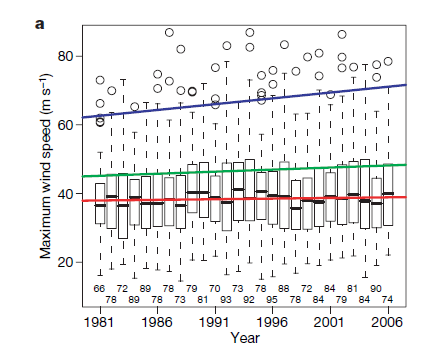 a
Maximum wind speed (m s⁻¹)
80
60
40
20
66 72 89 78 79 70 73 78 88 72 84 81 90
78 89 78 73 81 93 92 95 78 84 79 84 74
1981 1986 1991 1996 2001 2006
Year